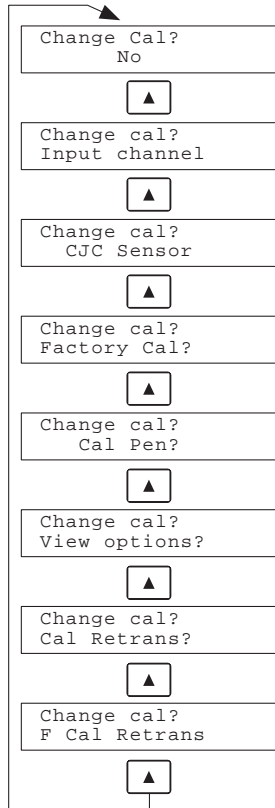 Change Cal?
No
Change cal?
Input channel
Change cal?
CJC Sensor
Change cal?
Factory Cal?
Change cal?
Cal Pen?
Change cal?
View options?
Change cal?
Cal Retrans?
Change cal?
F Cal Retrans